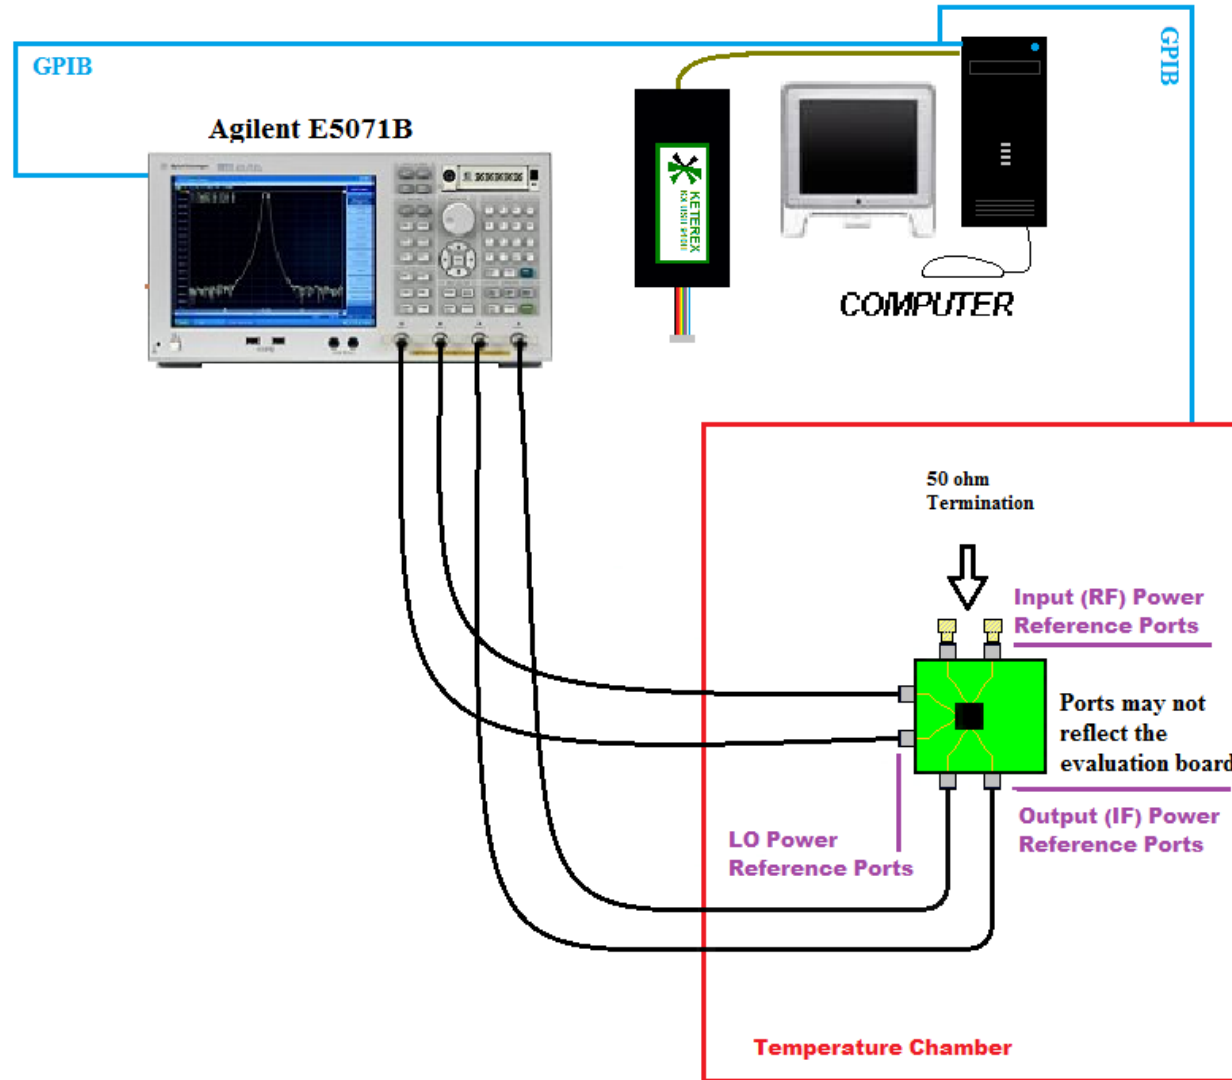 GPIB
GPIB
Agilent E5071B
KETEREX
COMPUTER
50 ohm
Termination
Input (RF) Power
Reference Ports
Ports may not
reflect the
evaluation board
LO Power
Reference Ports
Output (IF) Power
Reference Ports
Temperature Chamber